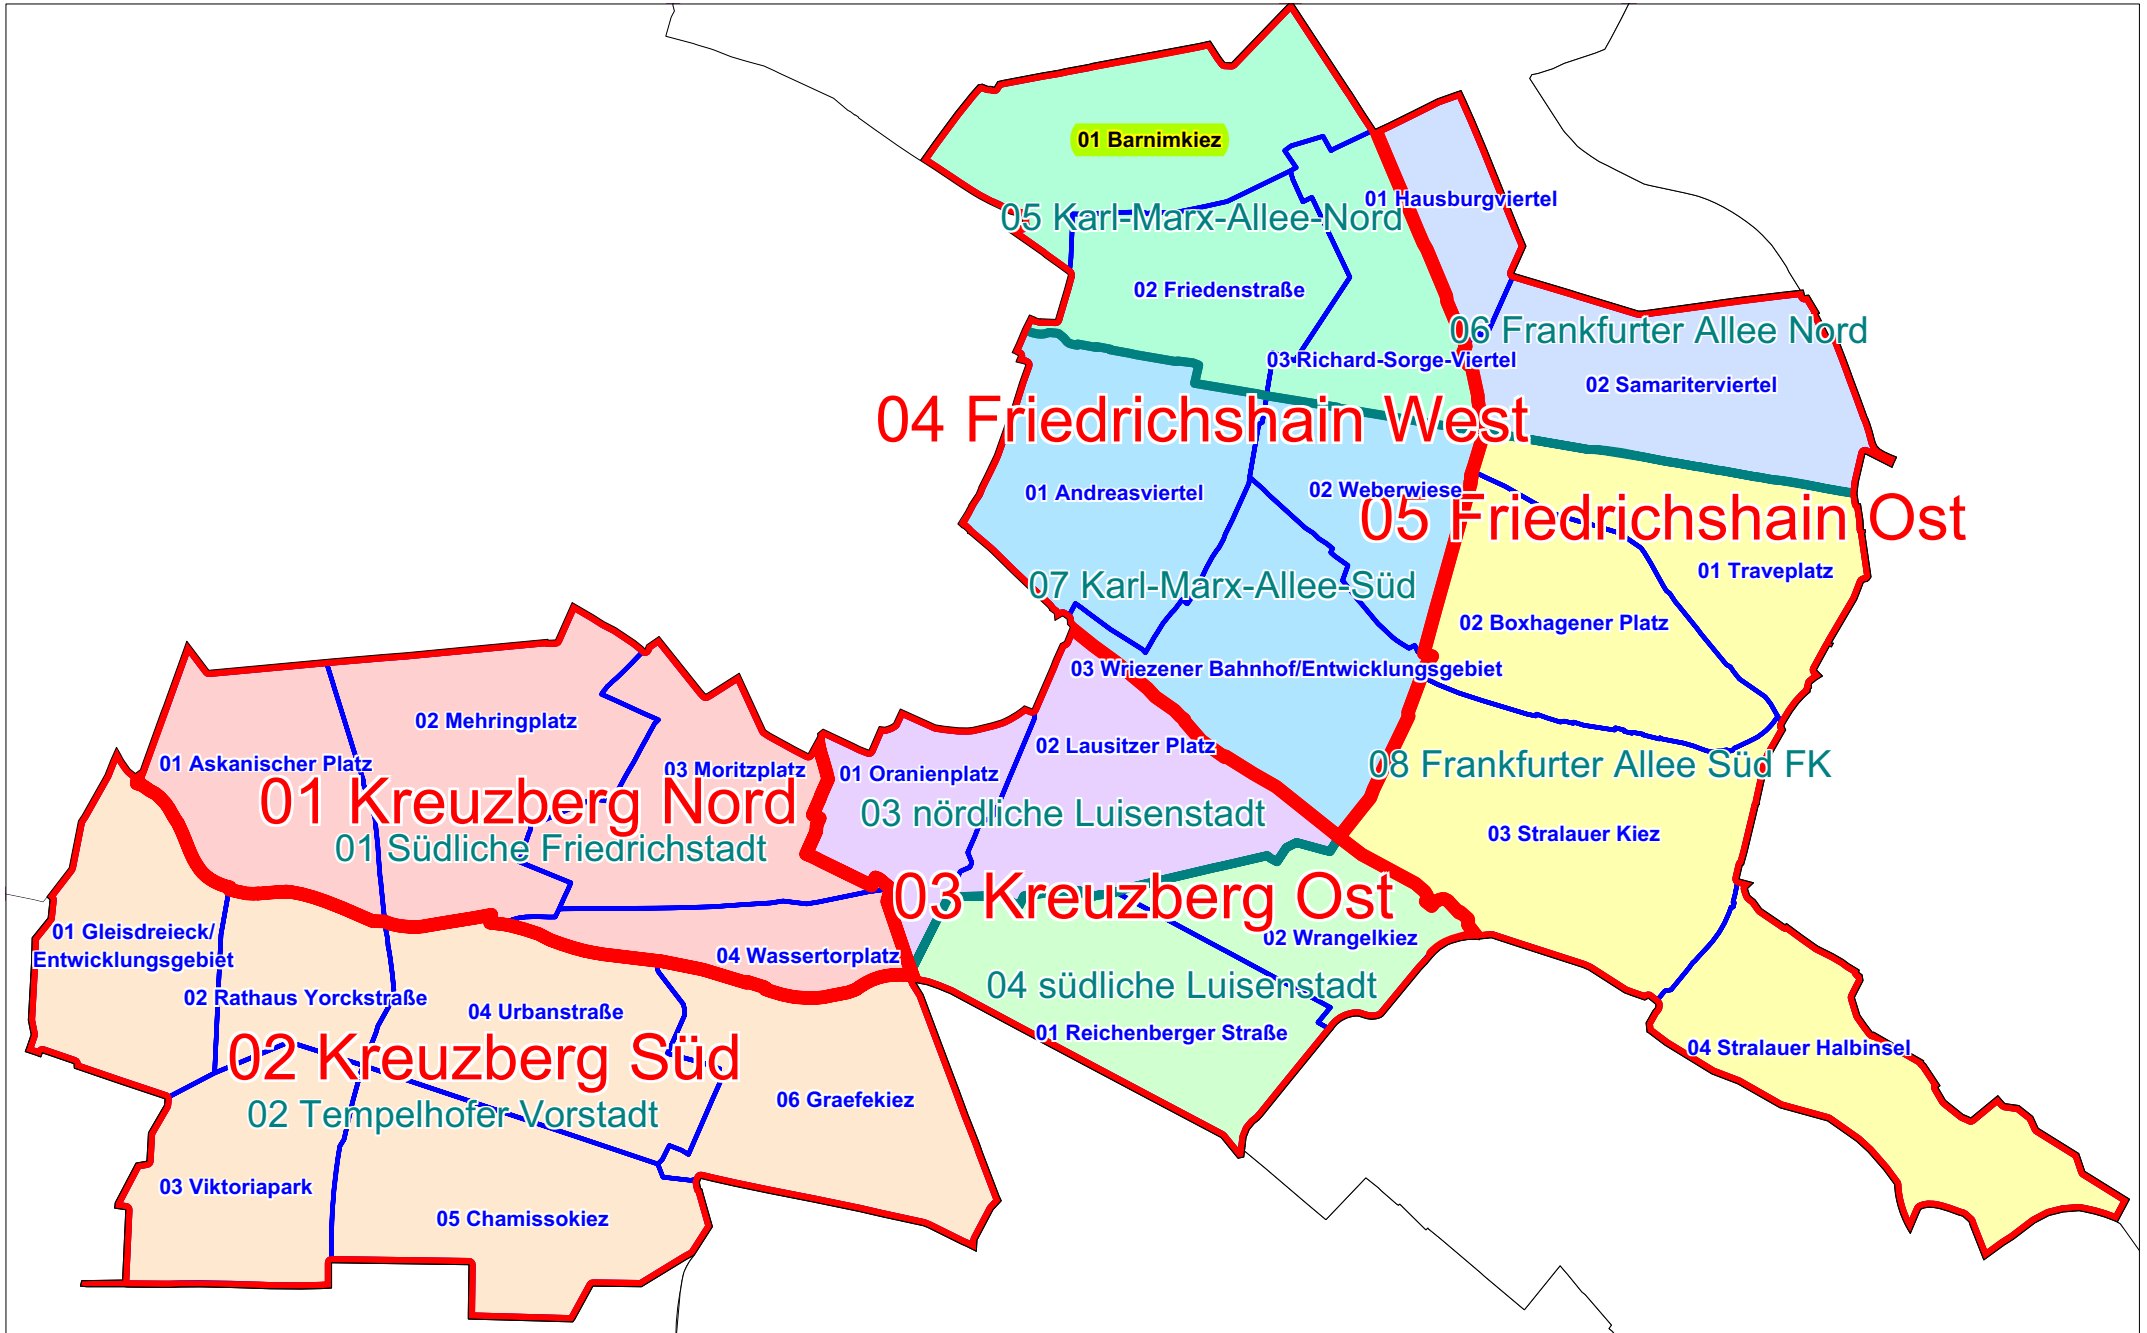 01 Barnimkiez
01 Hausburgviertel
05 Karl-Marx-Allee-Nord
02 Friedenstraße
06 Frankfurter Allee Nord
03 Richard-Sorge-Viertel
02 Samariterviertel
04 Friedrichshain West
01 Andreasviertel
02 Weberwiese
05 Friedrichshain Ost
01 Traveplatz
07 Karl-Marx-Allee-Süd
02 Boxhagener Platz
03 Wriezener Bahnhof/Entwicklungsgebiet
02 Mehringplatz
02 Lausitzer Platz
01 Askanischer Platz
03 Moritzplatz
01 Oranienplatz
08 Frankfurter Allee Süd FK
01 Kreuzberg Nord
03 nördliche Luisenstadt
03 Stralauer Kiez
01 Südliche Friedrichstadt
03 Kreuzberg Ost
01 Gleisdreieck/
Entwicklungsgebiet
02 Wrangelkiez
04 Wassertorplatz
04 südliche Luisenstadt
02 Rathaus Yorckstraße
04 Urbanstraße
01 Reichenberger Straße
04 Stralauer Halbinsel
02 Kreuzberg Süd
06 Graefekiez
02 Tempelhofer Vorstadt
03 Viktoriapark
05 Chamissokiez